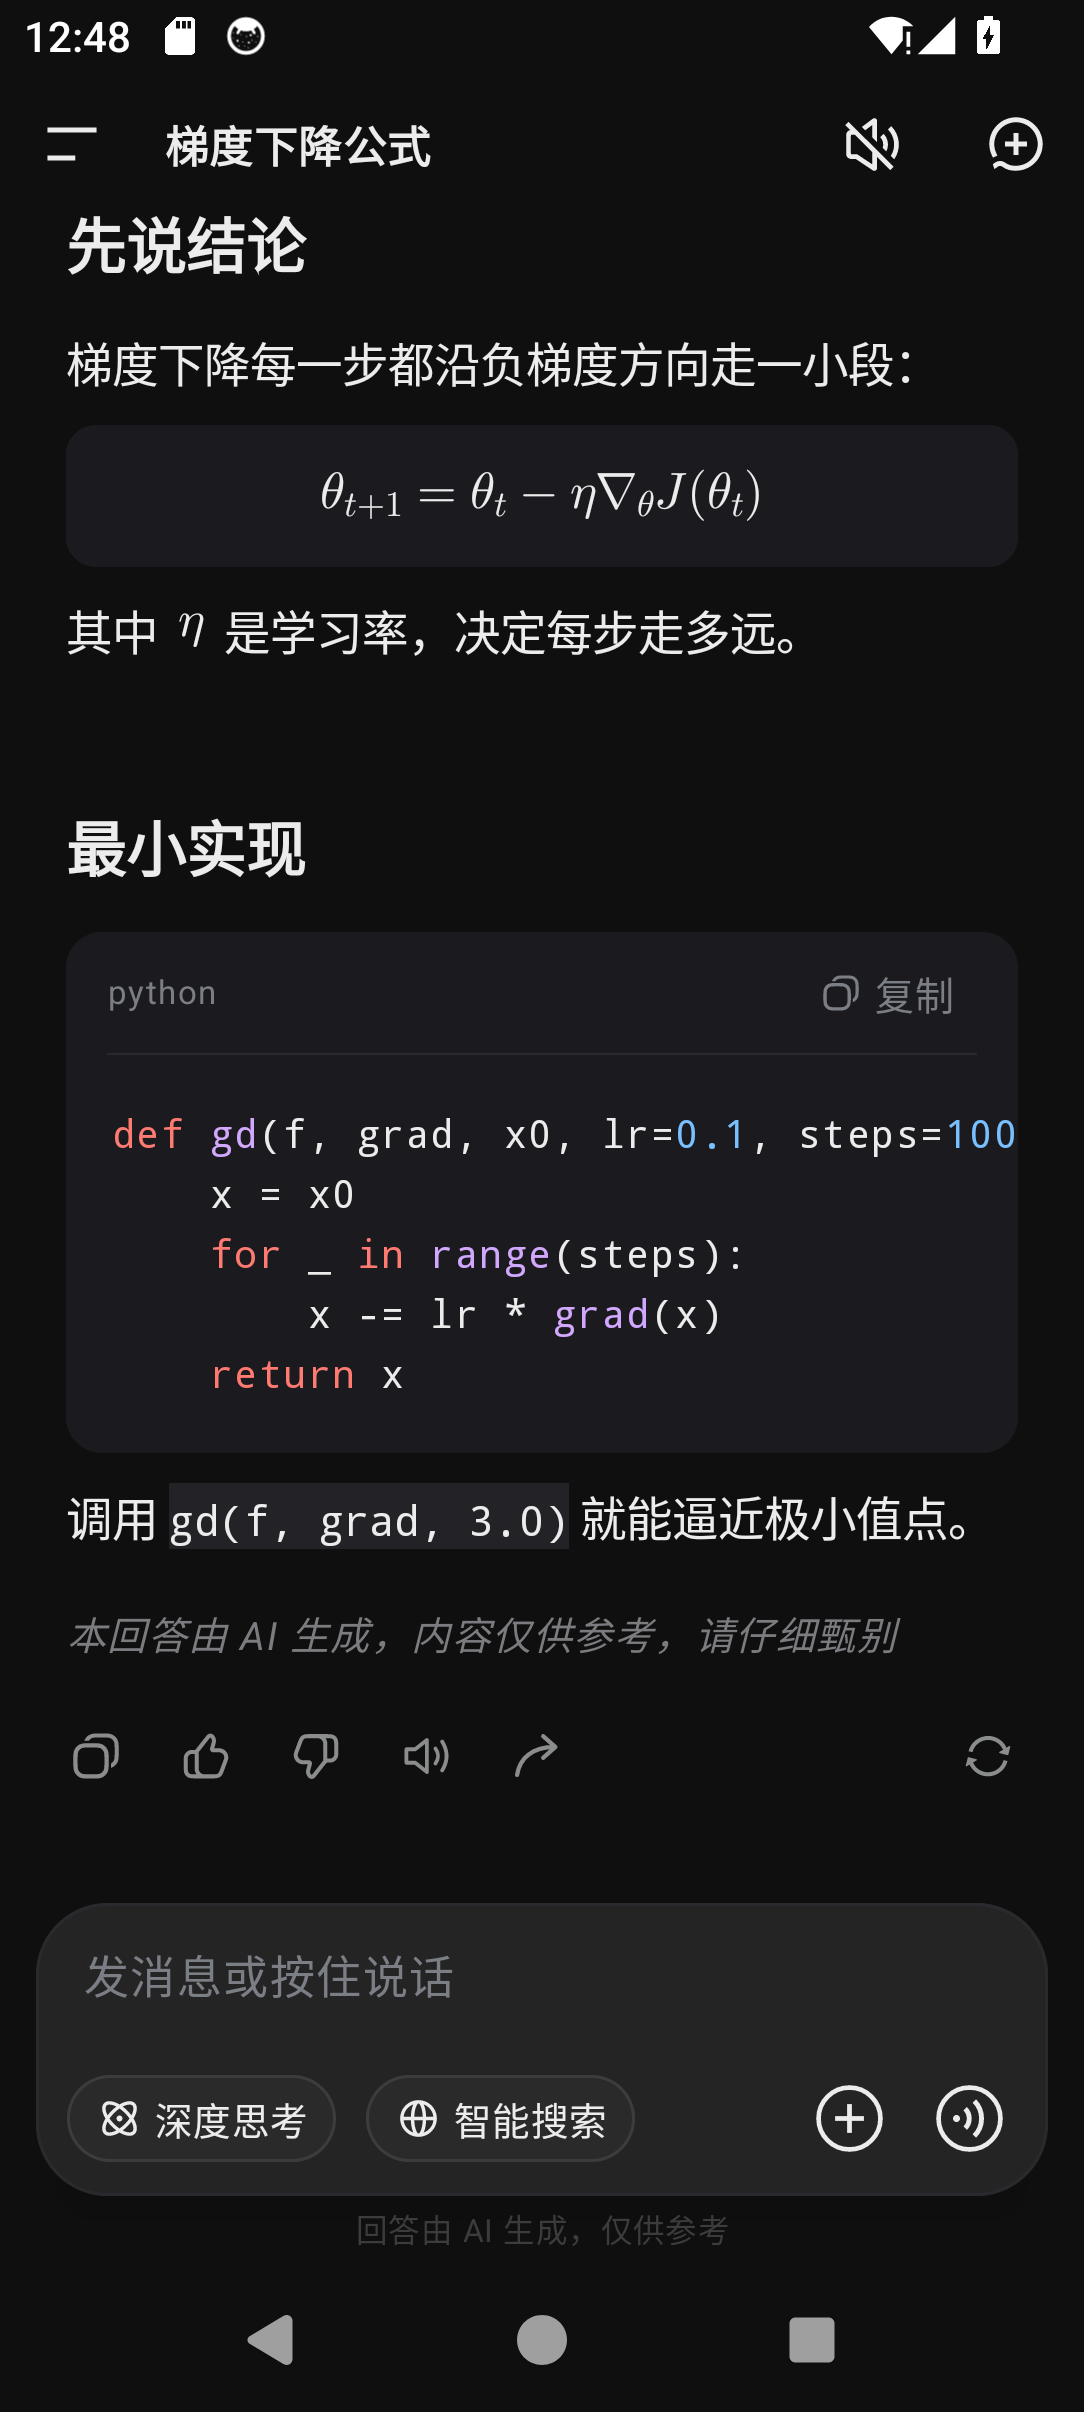 12:48
梯度下降公式
先说结论
梯度下降每一步都沿负梯度方向走一小段：
θ_{t+1} = θ_t − η∇_θJ(θ_t)
其中 η 是学习率，决定每步走多远。
最小实现
python
复制
def gd(f, grad, x0, lr=0.1, steps=100
    x = x0
    for _ in range(steps):
        x -= lr * grad(x)
    return x
调用 gd(f, grad, 3.0) 就能逼近极小值点。
本回答由 AI 生成，内容仅供参考，请仔细甄别
发消息或按住说话
深度思考
智能搜索
回答由 AI 生成，仅供参考